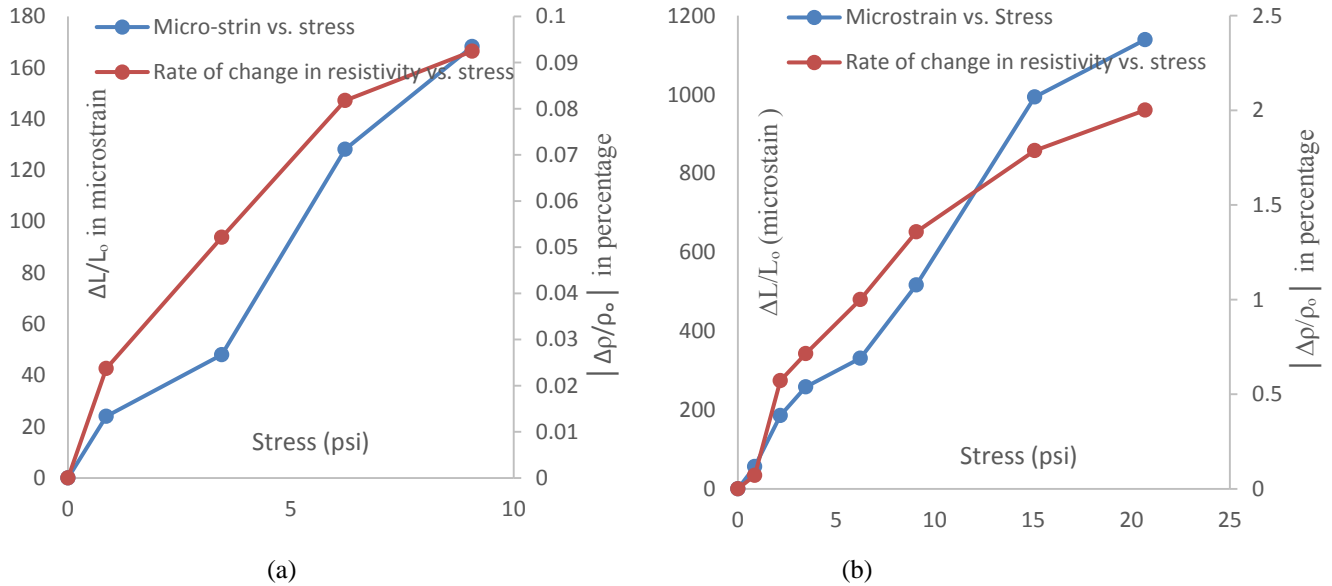 180
160
140
120
100
80
60
40
20
0
ΔL/Lₒ in microstrain
Micro-strin vs. stress
Rate of change in resistivity vs. stress
0.1
0.09
0.08
0.07
0.06
0.05
0.04
0.03
0.02
0.01
0
| Δρ/ρₒ | in percentage
Stress (psi)
0 5 10
(a)
1200
1000
800
600
400
200
0
ΔL/Lₒ (microstain )
Microstrain vs. Stress
Rate of change in resistivity vs. stress
2.5
2
1.5
1
0.5
0
| Δρ/ρₒ | in percentage
Stress (psi)
0 5 10 15 20 25
(b)